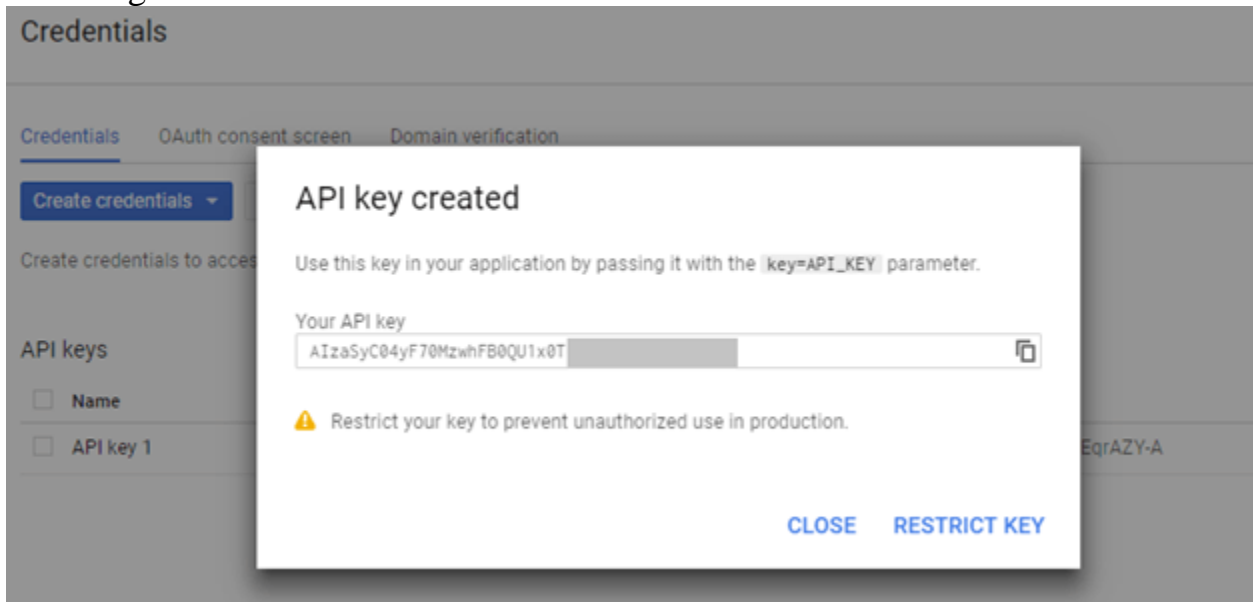 Credentials
Credentials OAuth consent screen Domain verification
Create credentials
Create credentials to acces
API key created
Use this key in your application by passing it with the key=API_KEY parameter.
Your API key
AIzaSyC04yF70MzwhFB0QU1x0T
Restrict your key to prevent unauthorized use in production.
CLOSE RESTRICT KEY
API keys
Name
API key 1 EqrAZY-A